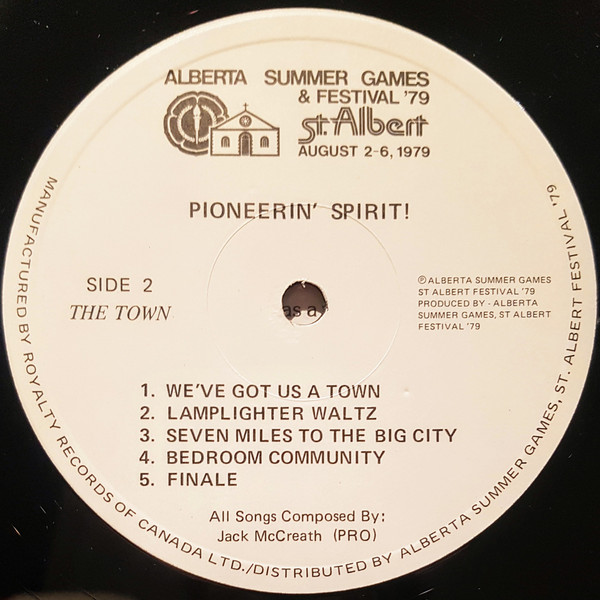 ALBERTA SUMMER GAMES
& FESTIVAL '79
St. Albert
AUGUST 2-6, 1979
PIONEERIN' SPIRIT!
SIDE 2
THE TOWN
as a
℗ ALBERTA SUMMER GAMES
ST ALBERT FESTIVAL '79
PRODUCED BY - ALBERTA
SUMMER GAMES, ST ALBERT
FESTIVAL '79
1. WE'VE GOT US A TOWN
2. LAMPLIGHTER WALTZ
3. SEVEN MILES TO THE BIG CITY
4. BEDROOM COMMUNITY
5. FINALE
All Songs Composed By:
Jack McCreath (PRO)
MANUFACTURED BY ROYALTY RECORDS OF CANADA LTD./DISTRIBUTED BY ALBERTA SUMMER GAMES, ST. ALBERT FESTIVAL '79